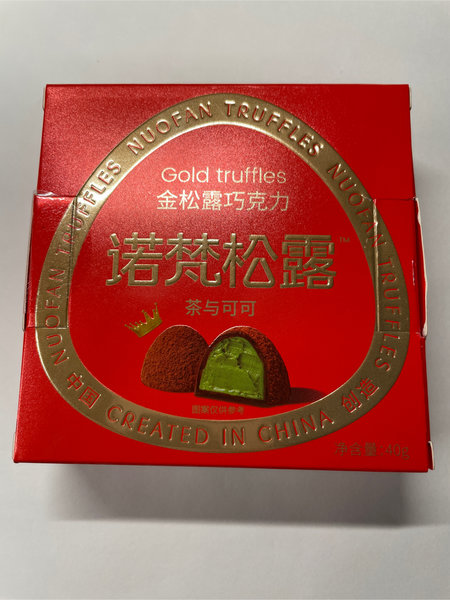 NUOFAN TRUFFLES NUOFAN TRUFFLES NUOFAN TRUFFLES
Gold truffles
金松露巧克力
诺梵松露™
茶与可可
图案仅供参考
中国 CREATED IN CHINA 创造
净含量:40g